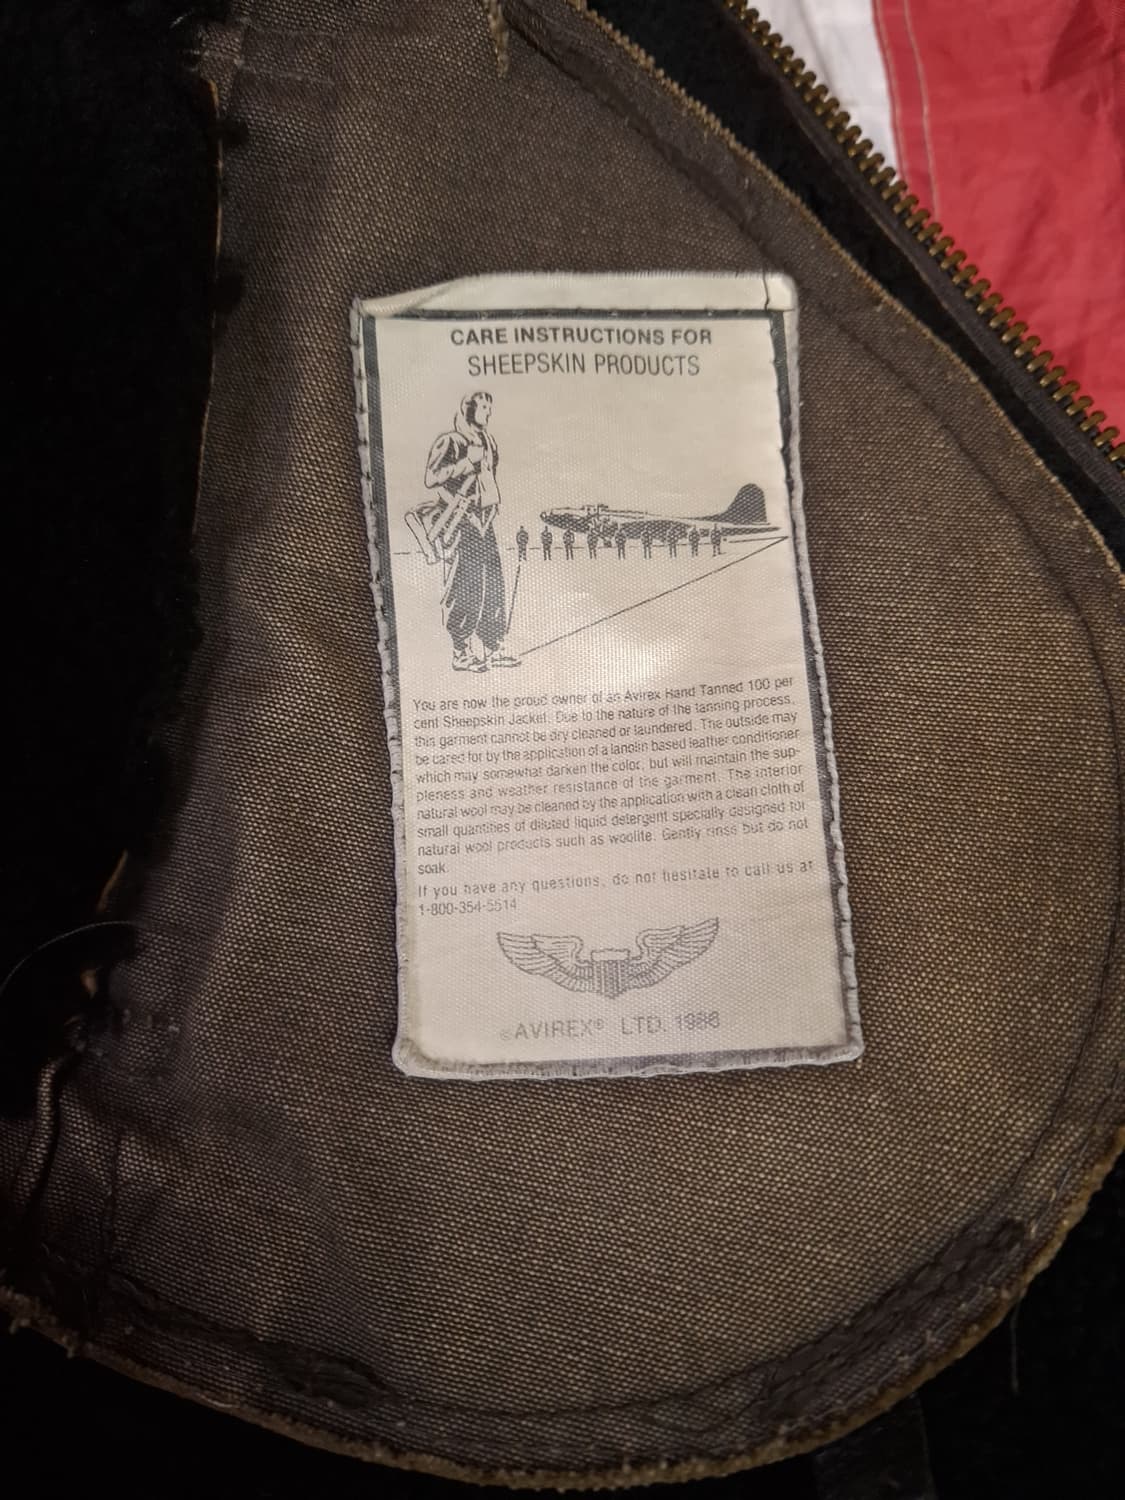 CARE INSTRUCTIONS FOR
SHEEPSKIN PRODUCTS
You are now the proud owner of an Avirex Hand Tanned 100 per
cent Sheepskin Jacket. Due to the nature of the tanning process,
this garment cannot be dry cleaned or laundered. The outside may
be cared for by the application of a lanolin based leather conditioner
which may somewhat darken the color, but will maintain the sup-
pleness and weather resistance of the garment. The interior
natural wool may be cleaned by the application with a clean cloth of
small quantities of diluted liquid detergent specially designed for
natural wool products such as woolite. Gently rinse but do not
soak.
If you have any questions, do not hesitate to call us at
1-800-354-5514
©AVIREX® LTD. 1986